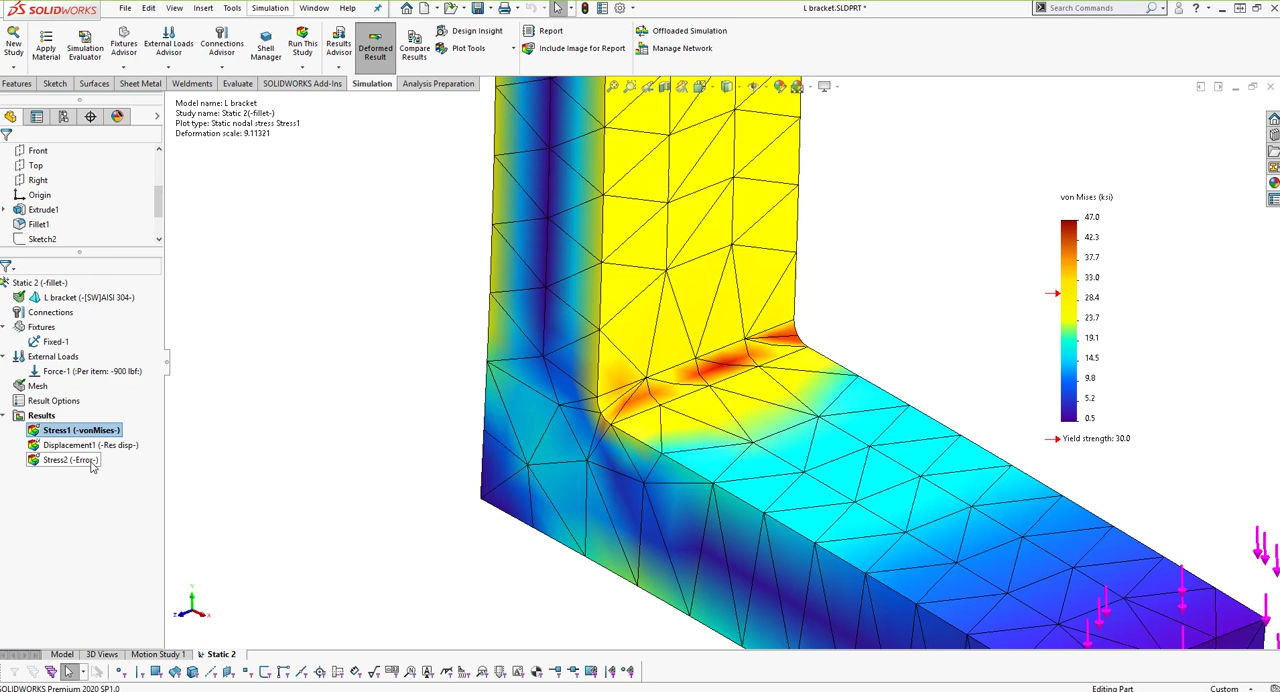 SOLIDWORKS
File Edit View Insert Tools Simulation Window Help
L bracket.SLDPRT *
Search Commands
New Study
Apply Material
Simulation Evaluator
Fixtures Advisor
External Loads Advisor
Connections Advisor
Shell Manager
Run This Study
Results Advisor
Deformed Result
Compare Results
Design Insight
Plot Tools
Report
Include Image for Report
Offloaded Simulation
Manage Network
Features Sketch Surfaces Sheet Metal Weldments Evaluate SOLIDWORKS Add-Ins Simulation Analysis Preparation
Model name: L bracket
Study name: Static 2(-fillet-)
Plot type: Static nodal stress Stress1
Deformation scale: 9.11321
Front
Top
Right
Origin
Extrude1
Fillet1
Sketch2
Static 2 (-fillet-)
L bracket (-[SW]AISI 304-)
Connections
Fixtures
Fixed-1
External Loads
Force-1 (:Per item: -900 lbf:)
Mesh
Result Options
Results
Stress1 (-vonMises-)
Displacement1 (-Res disp-)
Stress2 (-Error-)
von Mises (ksi)
47.0
42.3
37.7
33.0
28.4
23.7
19.1
14.5
9.8
5.2
0.5
Yield strength: 30.0
Y
Z
X
Model 3D Views Motion Study 1 Static 2
SOLIDWORKS Premium 2020 SP1.0
Editing Part
Custom